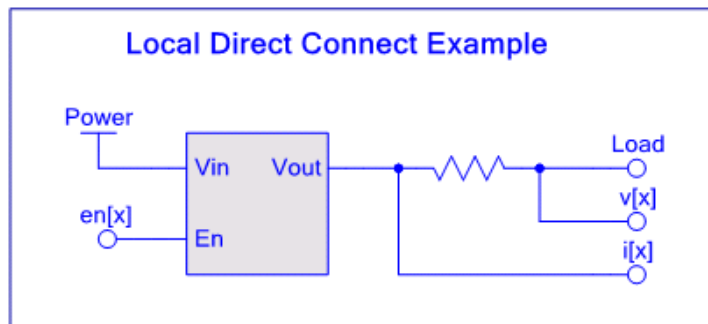 Local Direct Connect Example
Power
Load
Vin
Vout
v[x]
en[x]
En
i[x]